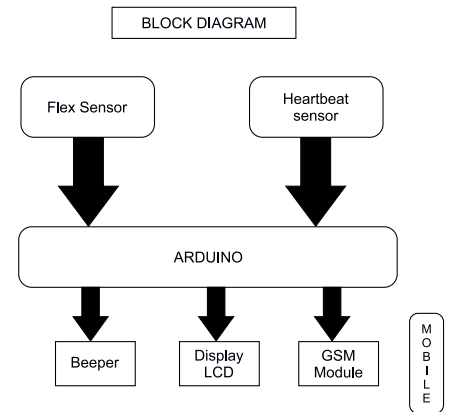 BLOCK DIAGRAM
Flex Sensor
Heartbeat
sensor
ARDUINO
Beeper
Display
LCD
GSM
Module
M
O
B
I
L
E